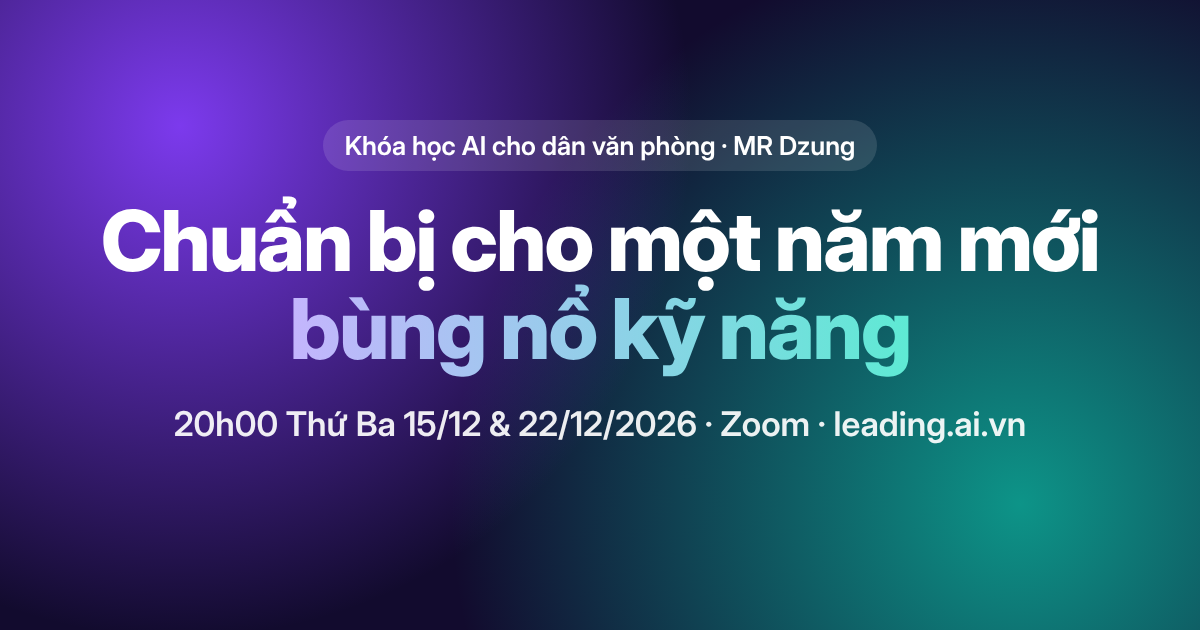 Khóa học AI cho dân văn phòng · MR Dzung
Chuẩn bị cho một năm mới
bùng nổ kỹ năng
20h00 Thứ Ba 15/12 & 22/12/2026 · Zoom · leading.ai.vn